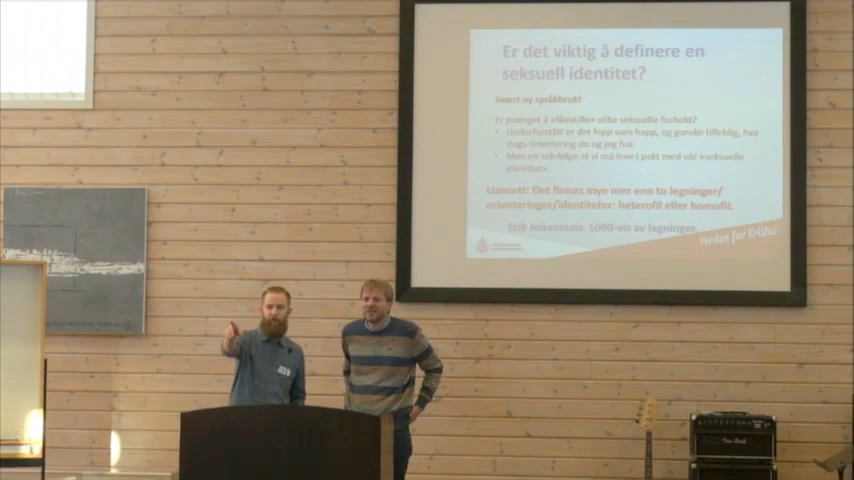 Er det viktig å definere en
seksuell identitet?
Svært ny språkbruk!
Er poenget å «likestille» ulike seksuelle forhold?
• Underforstått er det hipp som happ, og ganske tilfeldig, hva
slags orientering du og jeg har.
• Men en selvfølge at vi må leve i pakt med vår «seksuelle
identitet».
Uansett: Det finnes mye mer enn to legninger/
orienteringer/identiteter: heterofil eller homofil.
Erik Johansson: 1000-vis av legninger.
Verden for Kristus